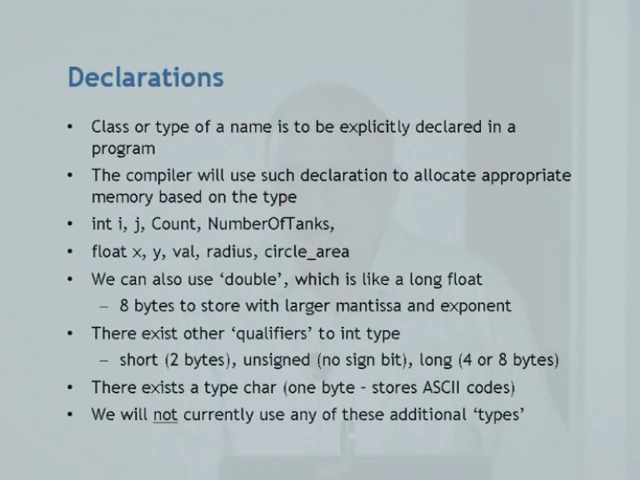 Declarations
• Class or type of a name is to be explicitly declared in a
program
• The compiler will use such declaration to allocate appropriate
memory based on the type
• int i, j, Count, NumberOfTanks,
• float x, y, val, radius, circle_area
• We can also use ‘double’, which is like a long float
– 8 bytes to store with larger mantissa and exponent
• There exist other ‘qualifiers’ to int type
– short (2 bytes), unsigned (no sign bit), long (4 or 8 bytes)
• There exists a type char (one byte – stores ASCII codes)
• We will not currently use any of these additional ‘types’